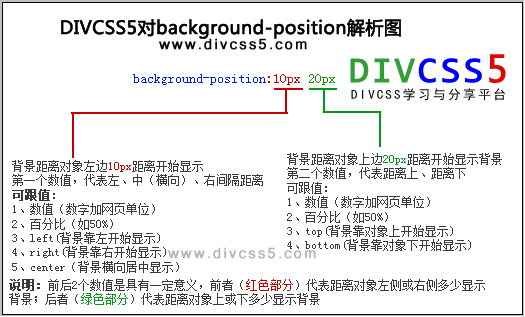 DIVCSS5对background-position解析图
www.divcss5.com
background-position:10px 20px
DIVCSS5
DIVCSS学习与分享平台
背景距离对象左边10px距离开始显示
第一个数值，代表左、中（横向）、右间隔距离
可跟值：
1、数值（数字加网页单位）
2、百分比（如50%）
3、left(背景靠左开始显示)
4、right(背景靠右开始显示)
5、center（背景横向居中显示）
背景距离对象上边20px距离开始显示背景
第二个数值，代表距离上、距离下
可跟值：
1、数值（数字加网页单位）
2、百分比（如50%）
3、top(背景靠对象上开始显示)
4、bottom(背景靠对象下开始显示)
www.divcss5.com
说明：前后2个数值是具有一定意义，前者（红色部分）代表距离对象左侧或右侧多少显示
背景；后者（绿色部分）代表距离对象上或下多少显示背景